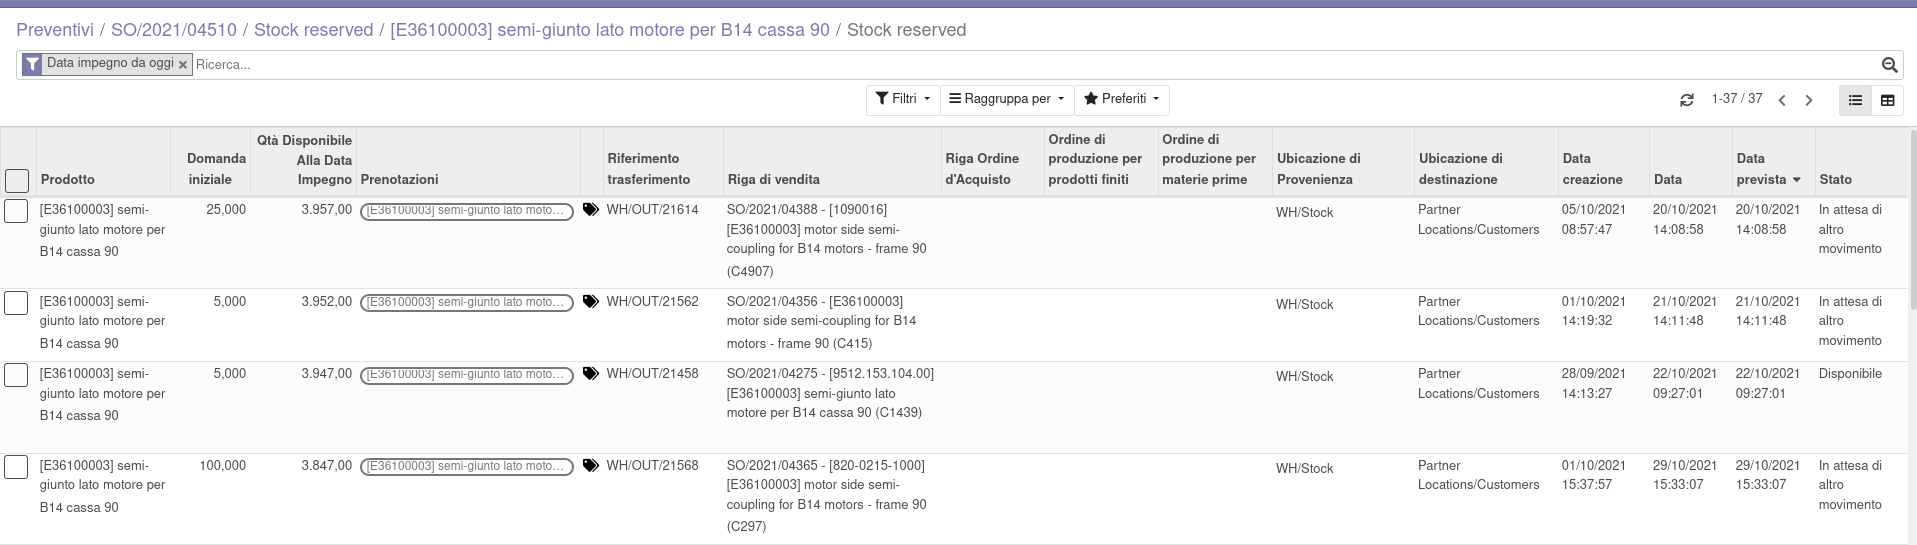 Preventivi / SO/2021/04510 / Stock reserved / [E36100003] semi-giunto lato motore per B14 cassa 90 / Stock reserved
Data impegno da oggi × Ricerca...
Filtri Raggruppa per Preferiti 1-37 / 37
Prodotto
Domanda
iniziale
Qtà Disponibile
Alla Data
Impegno
Prenotazioni
Riferimento
trasferimento
Riga di vendita
Riga Ordine
d'Acquisto
Ordine di
produzione per
prodotti finiti
Ordine di
produzione per
materie prime
Ubicazione di
Provenienza
Ubicazione di
destinazione
Data
creazione
Data
Data
prevista
Stato
[E36100003] semi-
giunto lato motore per
B14 cassa 90
25,000
3.957,00
[E36100003] semi-giunto lato moto...
WH/OUT/21614
SO/2021/04388 - [1090016]
[E36100003] motor side semi-
coupling for B14 motors - frame 90
(C4907)
WH/Stock
Partner
Locations/Customers
05/10/2021
08:57:47
20/10/2021
14:08:58
20/10/2021
14:08:58
In attesa di
altro
movimento
[E36100003] semi-
giunto lato motore per
B14 cassa 90
5,000
3.952,00
[E36100003] semi-giunto lato moto...
WH/OUT/21562
SO/2021/04356 - [E36100003]
motor side semi-coupling for B14
motors - frame 90 (C415)
WH/Stock
Partner
Locations/Customers
01/10/2021
14:19:32
21/10/2021
14:11:48
21/10/2021
14:11:48
In attesa di
altro
movimento
[E36100003] semi-
giunto lato motore per
B14 cassa 90
5,000
3.947,00
[E36100003] semi-giunto lato moto...
WH/OUT/21458
SO/2021/04275 - [9512.153.104.00]
[E36100003] semi-giunto lato
motore per B14 cassa 90 (C1439)
WH/Stock
Partner
Locations/Customers
28/09/2021
14:13:27
22/10/2021
09:27:01
22/10/2021
09:27:01
Disponibile
[E36100003] semi-
giunto lato motore per
B14 cassa 90
100,000
3.847,00
[E36100003] semi-giunto lato moto...
WH/OUT/21568
SO/2021/04365 - [820-0215-1000]
[E36100003] motor side semi-
coupling for B14 motors - frame 90
(C297)
WH/Stock
Partner
Locations/Customers
01/10/2021
15:37:57
29/10/2021
15:33:07
29/10/2021
15:33:07
In attesa di
altro
movimento